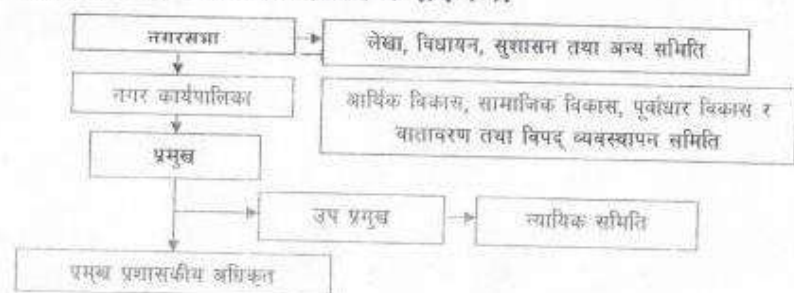 नगरसभा
लेखा, विधायन, सुशासन तथा अन्य समिति
नगर कार्यपालिका
आर्थिक विकास, सामाजिक विकास, पूर्वाधार विकास र
वातावरण तथा विपद् व्यवस्थापन समिति
प्रमुख
उप प्रमुख
न्यायिक समिति
प्रमुख प्रशासकीय अधिकृत